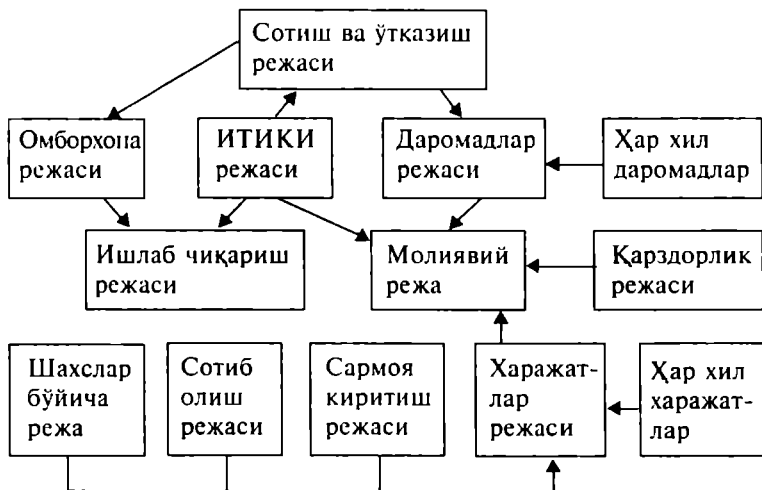 Сотиш ва ўтказиш
режаси
Омборхона
режаси
ИТИКИ
режаси
Даромадлар
режаси
Ҳар хил
даромадлар
Ишлаб чиқариш
режаси
Молиявий
режа
Қарздорлик
режаси
Шахслар
бўйича
режа
Сотиб
олиш
режаси
Сармоя
киритиш
режаси
Харажат-
лар
режаси
Ҳар хил
харажат-
лар